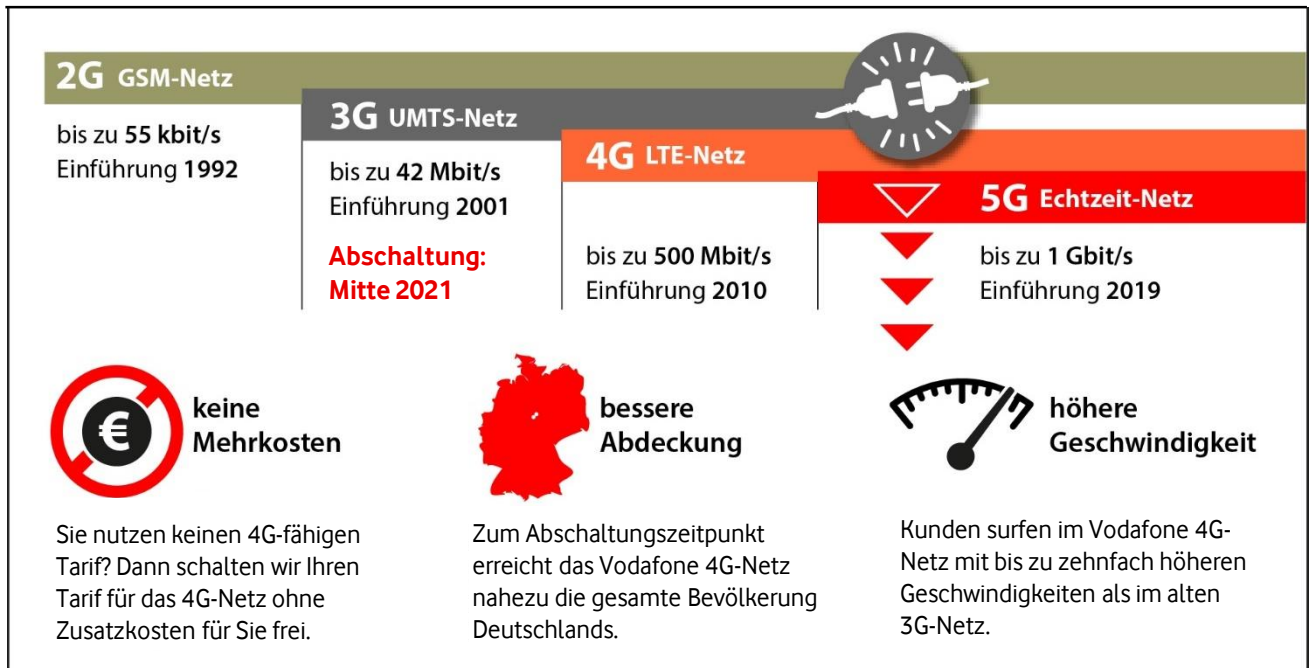 2G GSM-Netz
bis zu 55 kbit/s
Einführung 1992
3G UMTS-Netz
bis zu 42 Mbit/s
Einführung 2001
Abschaltung:
Mitte 2021
4G LTE-Netz
bis zu 500 Mbit/s
Einführung 2010
5G Echtzeit-Netz
bis zu 1 Gbit/s
Einführung 2019
€
keine
Mehrkosten
Sie nutzen keinen 4G-fähigen
Tarif? Dann schalten wir Ihren
Tarif für das 4G-Netz ohne
Zusatzkosten für Sie frei.
bessere
Abdeckung
Zum Abschaltungszeitpunkt
erreicht das Vodafone 4G-Netz
nahezu die gesamte Bevölkerung
Deutschlands.
höhere
Geschwindigkeit
Kunden surfen im Vodafone 4G-
Netz mit bis zu zehnfach höheren
Geschwindigkeiten als im alten
3G-Netz.